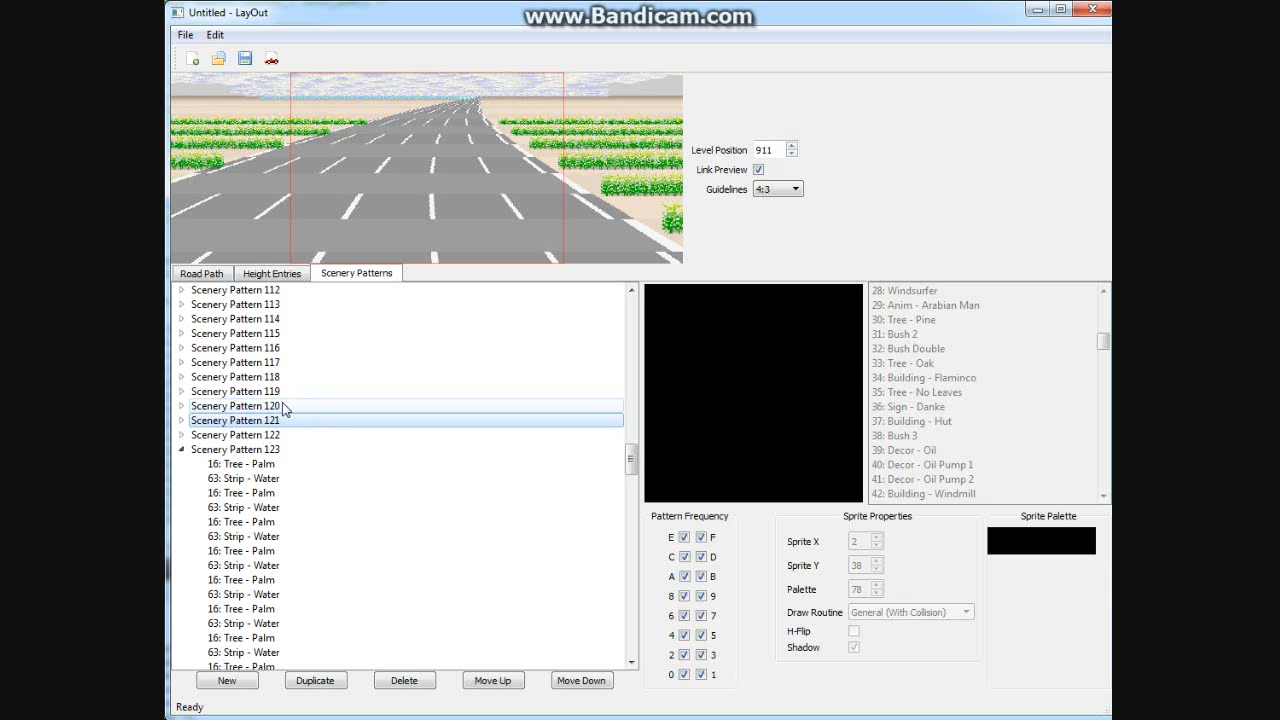 Untitled - LayOut
www.Bandicam.com
File Edit
Level Position 911
Link Preview
Guidelines 4:3
Road Path Height Entries Scenery Patterns
Scenery Pattern 112
Scenery Pattern 113
Scenery Pattern 114
Scenery Pattern 115
Scenery Pattern 116
Scenery Pattern 117
Scenery Pattern 118
Scenery Pattern 119
Scenery Pattern 120
Scenery Pattern 121
Scenery Pattern 122
Scenery Pattern 123
16: Tree - Palm
63: Strip - Water
16: Tree - Palm
63: Strip - Water
16: Tree - Palm
63: Strip - Water
16: Tree - Palm
63: Strip - Water
16: Tree - Palm
63: Strip - Water
16: Tree - Palm
63: Strip - Water
16: Tree - Palm
63: Strip - Water
16: Tree - Palm
28: Windsurfer
29: Anim - Arabian Man
30: Tree - Pine
31: Bush 2
32: Bush Double
33: Tree - Oak
34: Building - Flaminco
35: Tree - No Leaves
36: Sign - Danke
37: Building - Hut
38: Bush 3
39: Decor - Oil
40: Decor - Oil Pump 1
41: Decor - Oil Pump 2
42: Building - Windmill
Pattern Frequency
E F
C D
A B
8 9
6 7
4 5
2 3
0 1
Sprite Properties
Sprite X 2
Sprite Y 38
Palette 78
Draw Routine General (With Collision)
H-Flip
Shadow
Sprite Palette
New Duplicate Delete Move Up Move Down
Ready